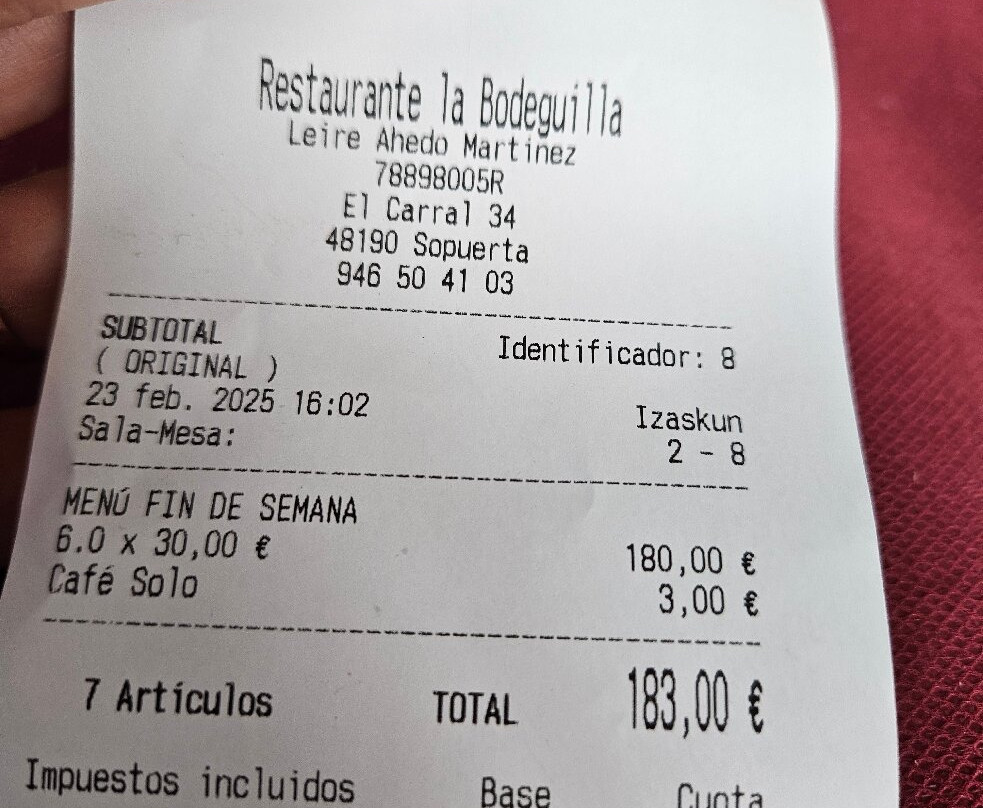 Restaurante la Bodeguilla
Leire Ahedo Martinez
78898005R
El Carral 34
48190 Sopuerta
946 50 41 03
SUBTOTAL Identificador: 8
( ORIGINAL )
23 feb. 2025 16:02 Izaskun
Sala-Mesa: 2 - 8
MENÚ FIN DE SEMANA
6.0 x 30,00 € 180,00 €
Café Solo 3,00 €
7 Artículos TOTAL 183,00 €
Impuestos incluidos Base Cuota